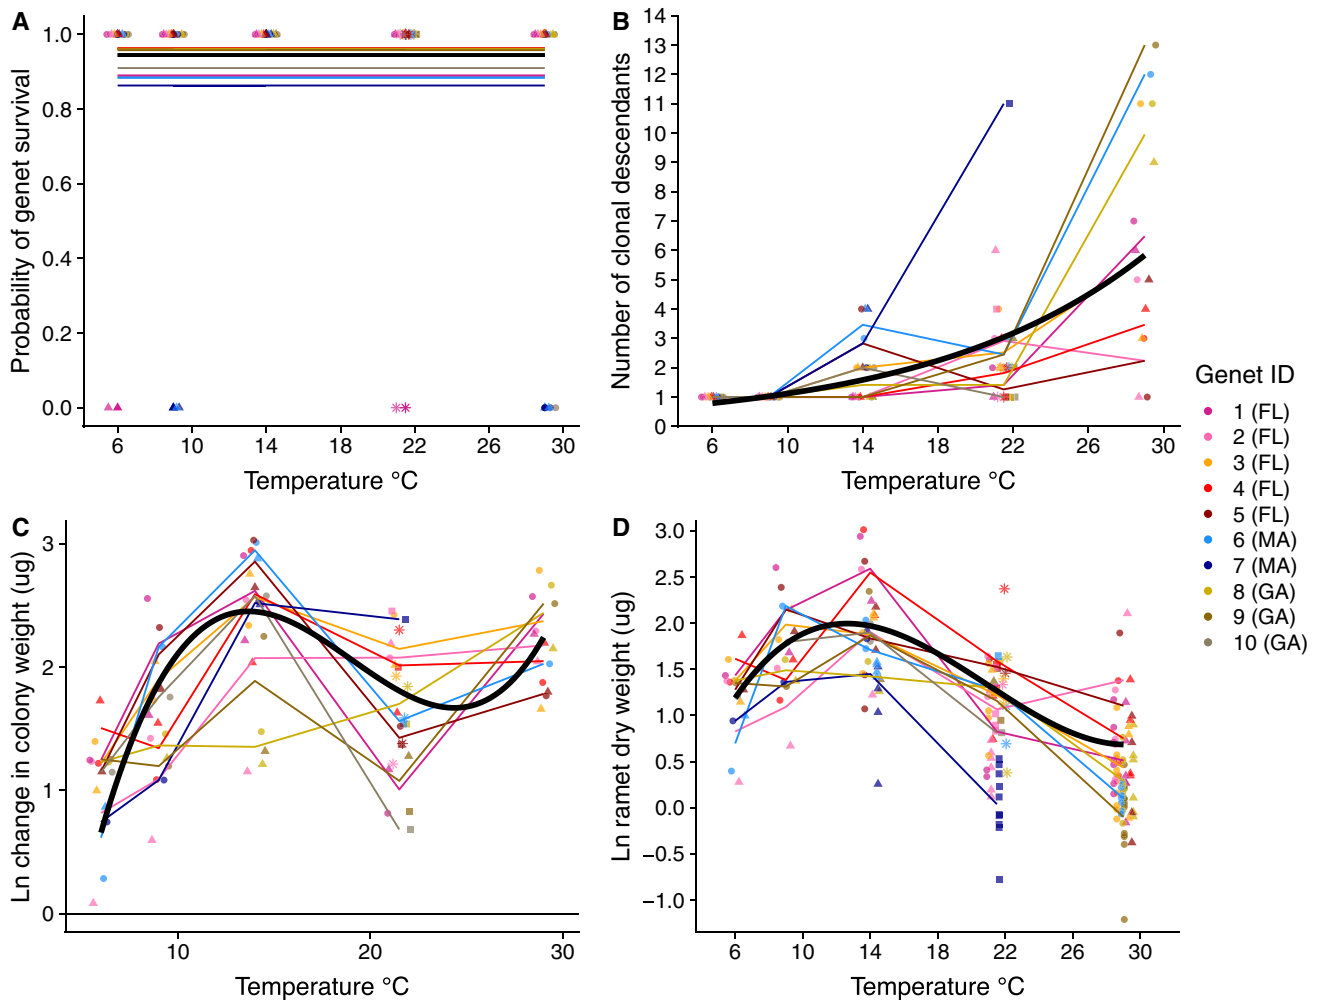 A
Probability of genet survival
1.0
0.8
0.6
0.4
0.2
0.0
6 10 14 18 22 26 30
Temperature °C
B
Number of clonal descendants
14
13
12
11
10
9
8
7
6
5
4
3
2
1
0
6 10 14 18 22 26 30
Temperature °C
C
Ln change in colony weight (ug)
3
2
1
0
10 20 30
Temperature °C
D
Ln ramet dry weight (ug)
3.0
2.5
2.0
1.5
1.0
0.5
0.0
−0.5
−1.0
6 10 14 18 22 26 30
Temperature °C
Genet ID
1 (FL)
2 (FL)
3 (FL)
4 (FL)
5 (FL)
6 (MA)
7 (MA)
8 (GA)
9 (GA)
10 (GA)